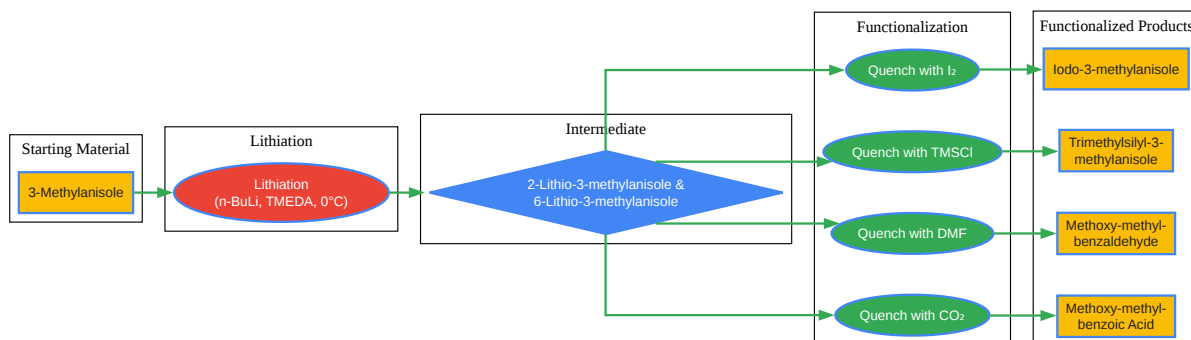 Starting Material
3-Methylanisole
Lithiation
Lithiation
(n-BuLi, TMEDA, 0°C)
Intermediate
2-Lithio-3-methylanisole &
6-Lithio-3-methylanisole
Functionalization
Quench with I₂
Quench with TMSCl
Quench with DMF
Quench with CO₂
Functionalized Products
Iodo-3-methylanisole
Trimethylsilyl-3-
methylanisole
Methoxy-methyl-
benzaldehyde
Methoxy-methyl-
benzoic Acid